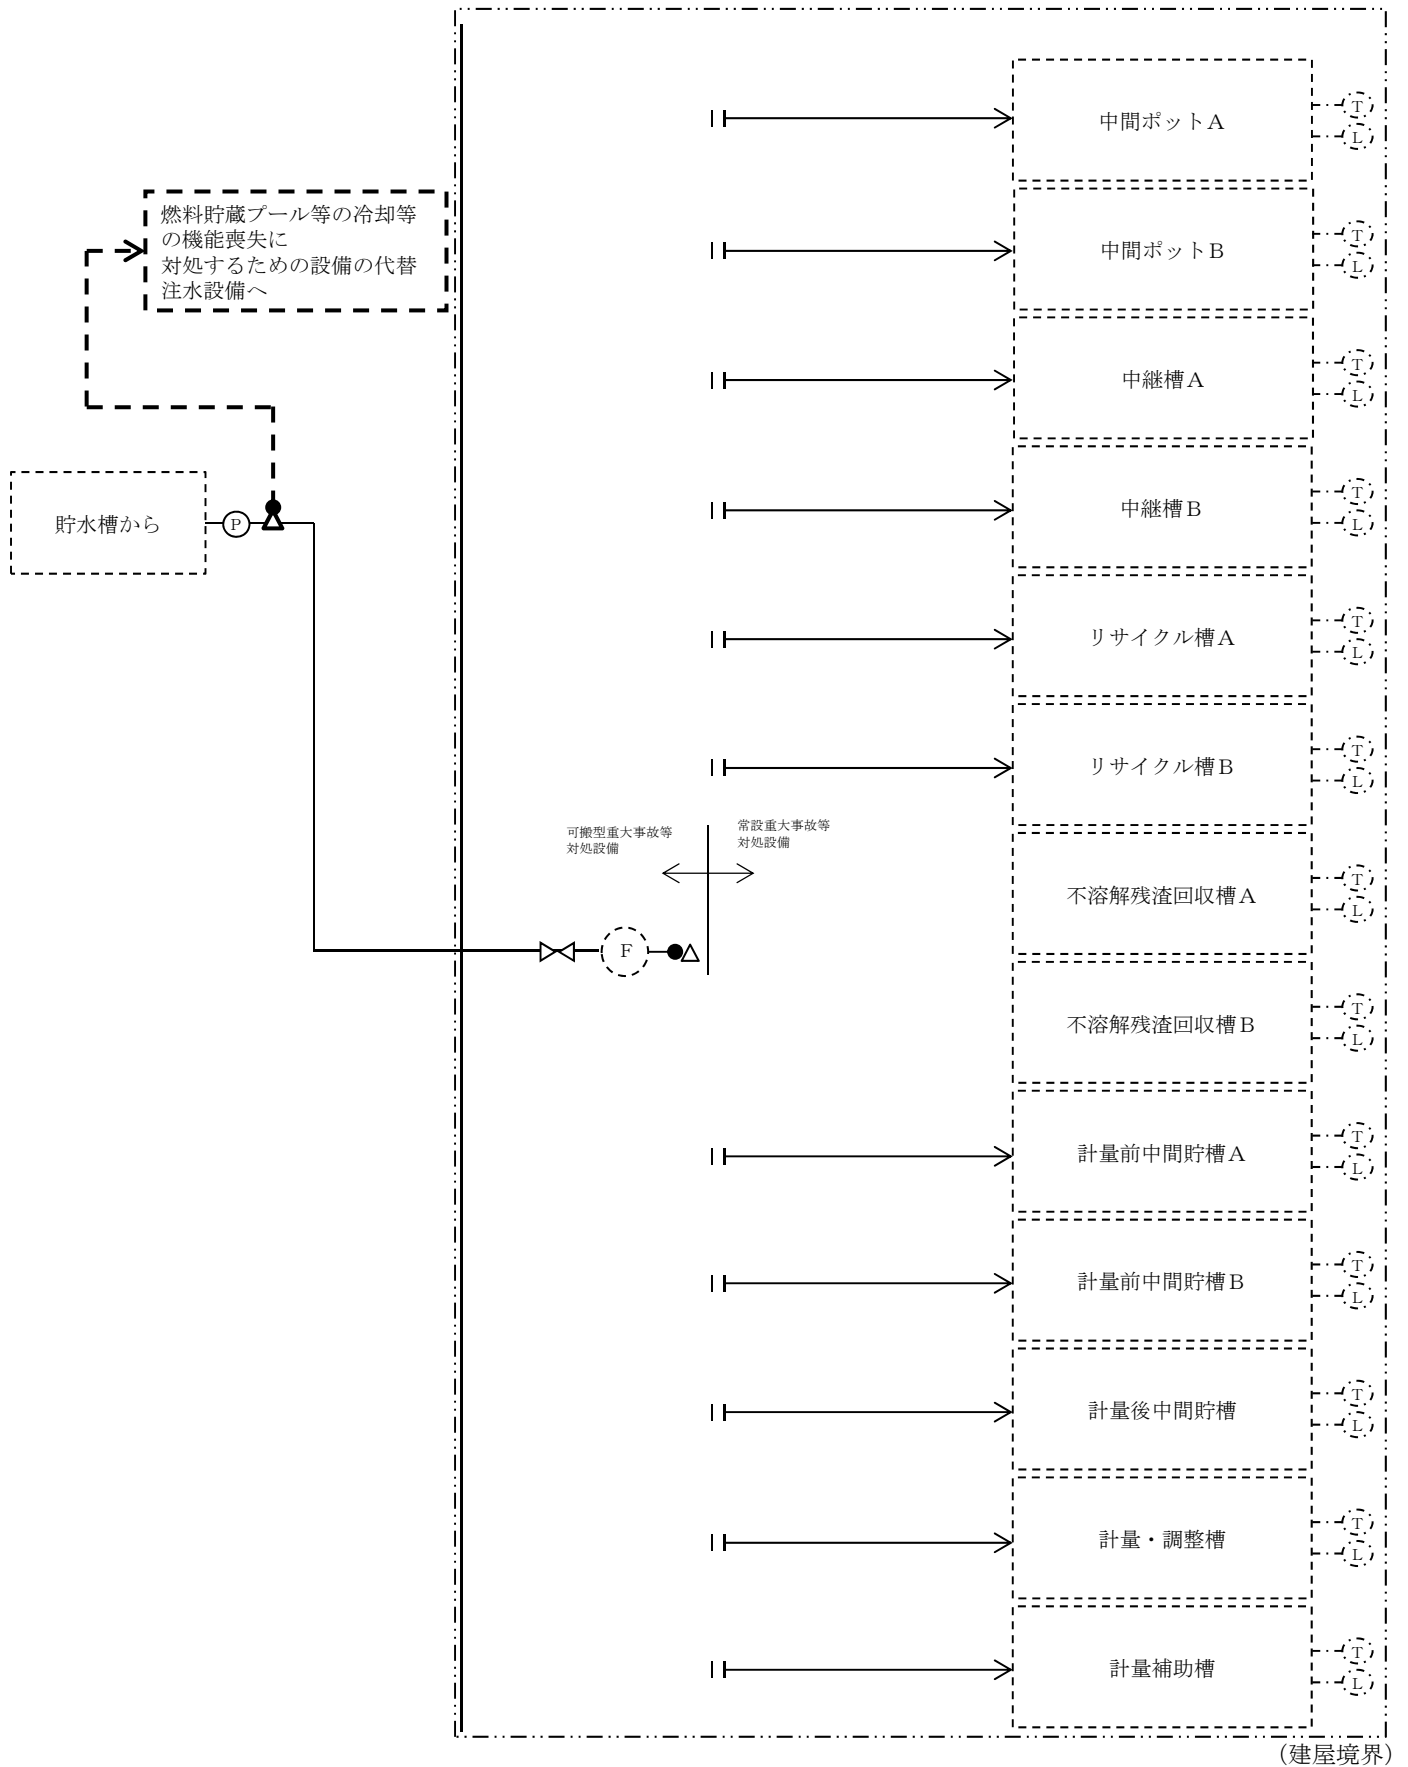 中間ポットＡ
T
L
燃料貯蔵プール等の冷却等
の機能喪失に
対処するための設備の代替
注水設備へ
中間ポットＢ
T
L
中継槽Ａ
T
L
貯水槽から
P
中継槽Ｂ
T
L
リサイクル槽Ａ
T
L
リサイクル槽Ｂ
T
L
可搬型重大事故等
対処設備
常設重大事故等
対処設備
F
不溶解残渣回収槽Ａ
T
L
不溶解残渣回収槽Ｂ
T
L
計量前中間貯槽Ａ
T
L
計量前中間貯槽Ｂ
T
L
計量後中間貯槽
T
L
計量・調整槽
T
L
計量補助槽
T
L
（建屋境界）